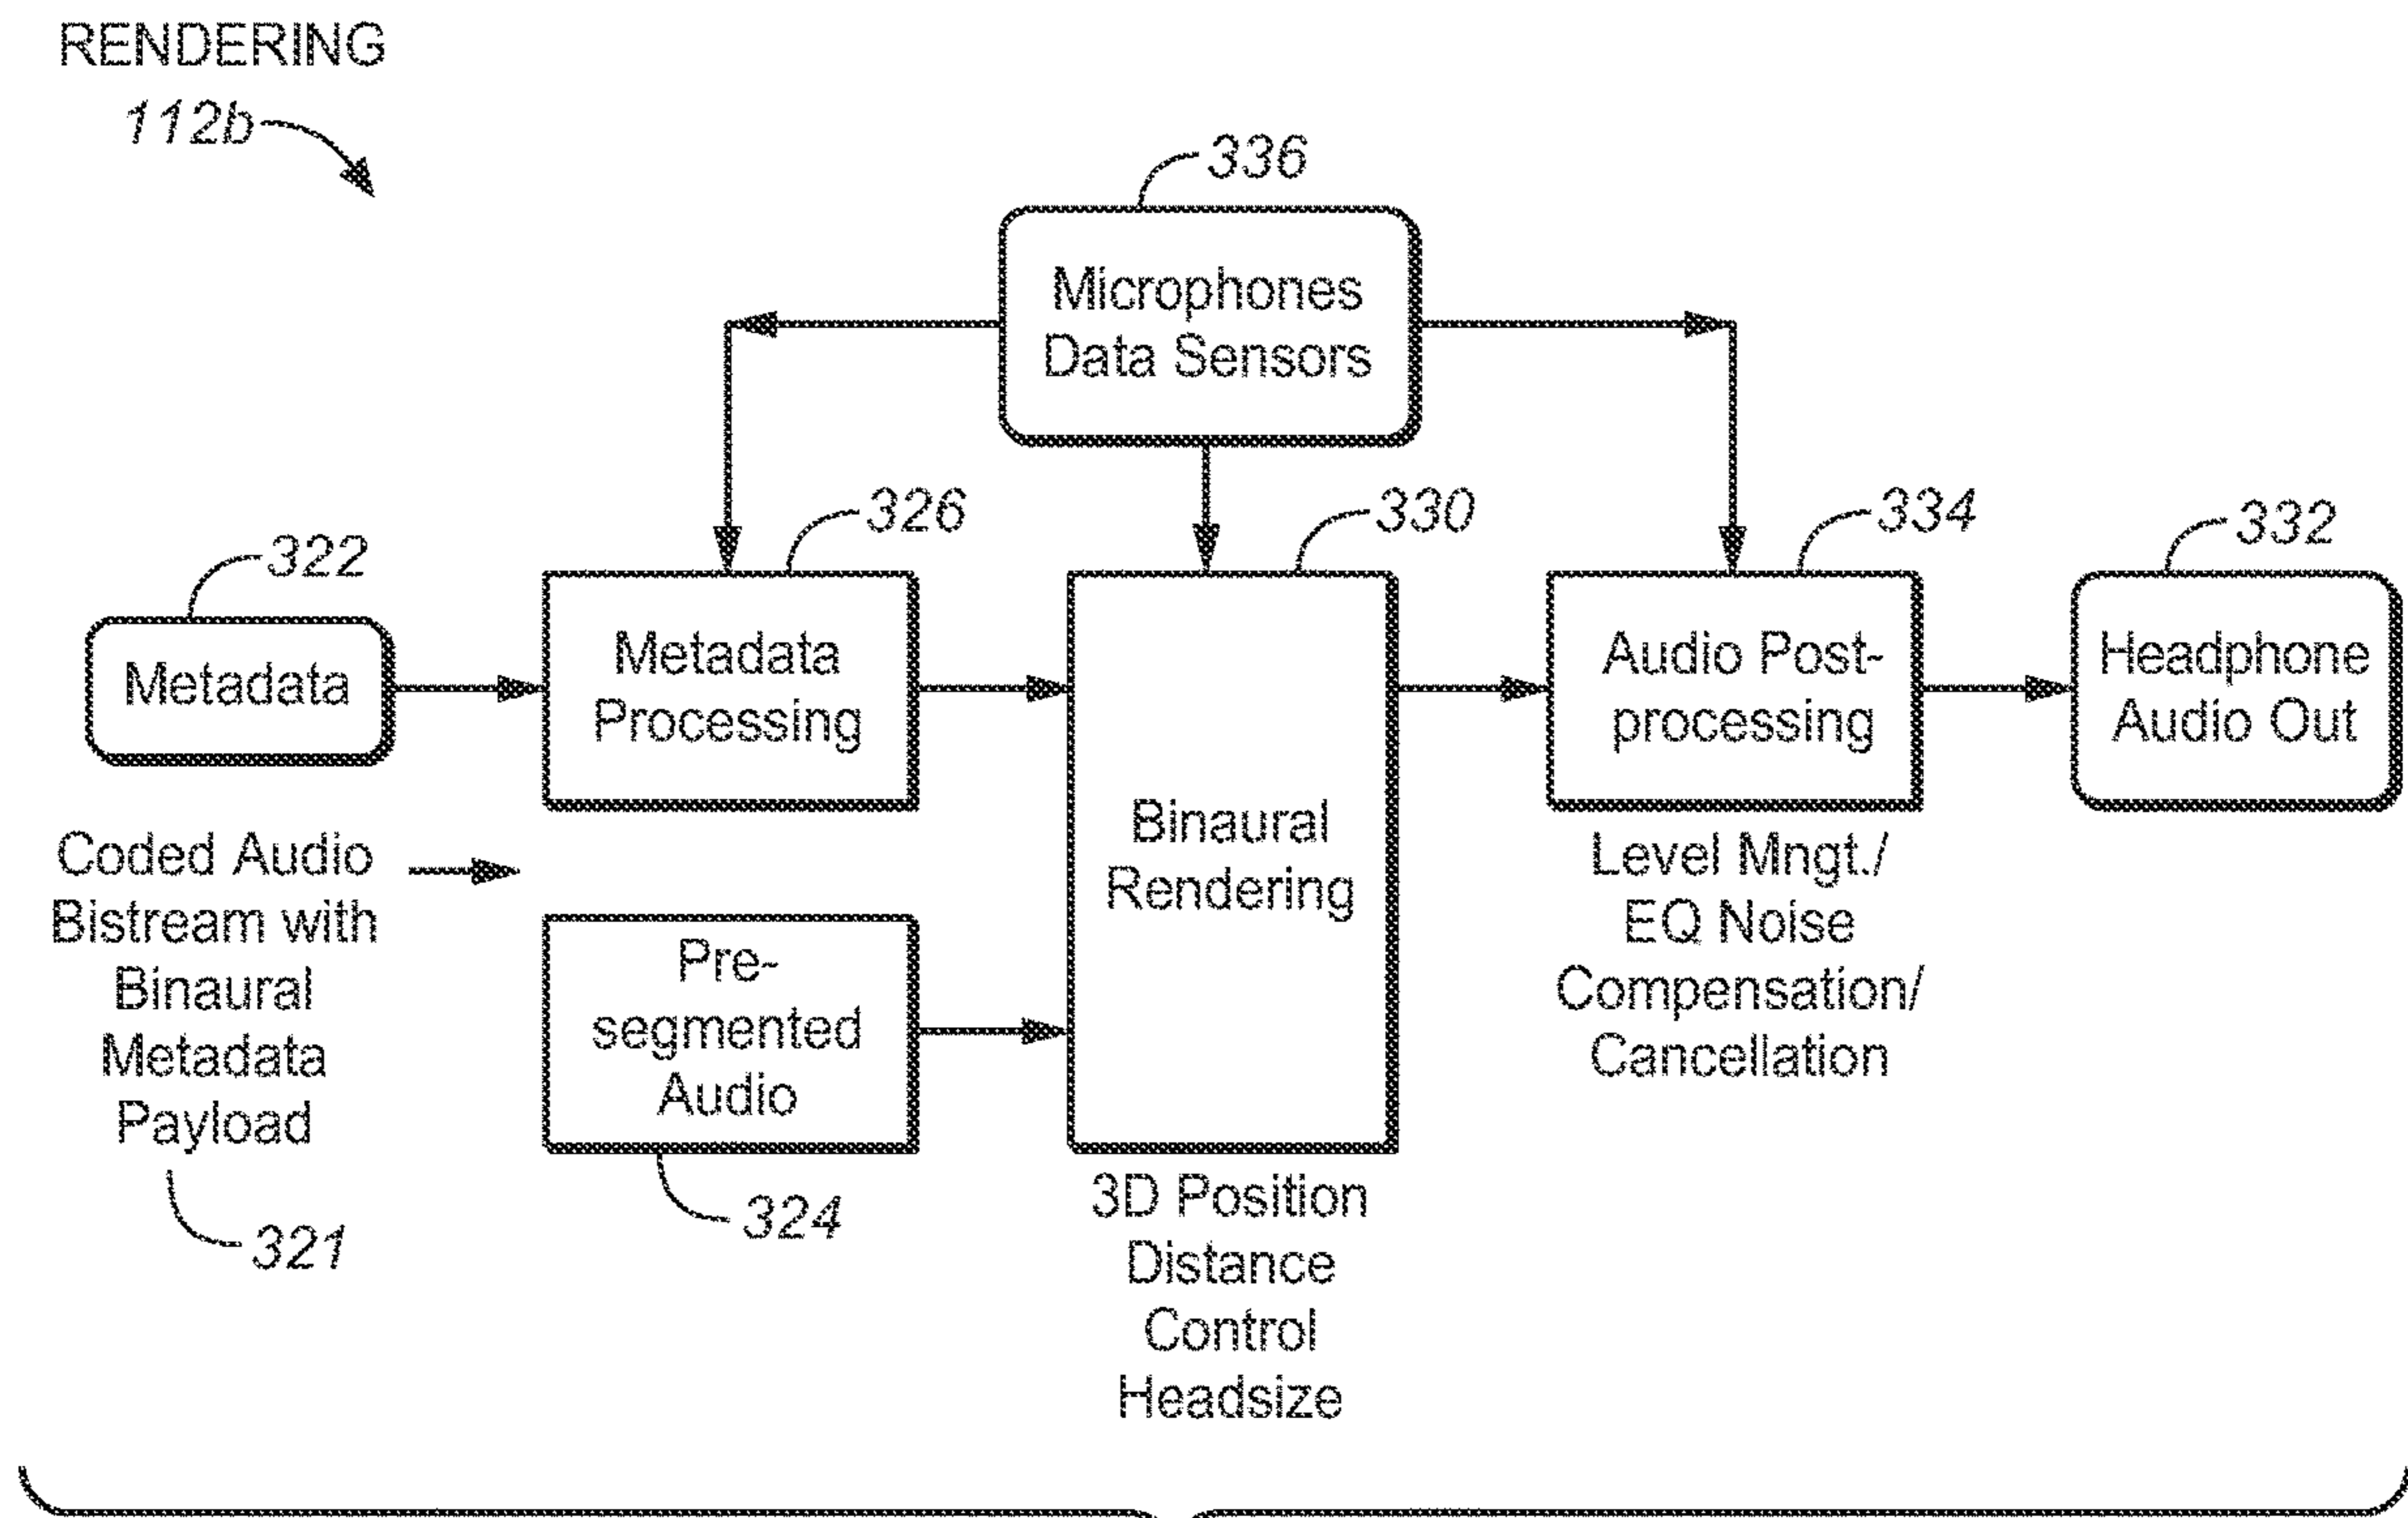 RENDERING
112b
336
Microphones
Data Sensors
322
326
330
334
332
Metadata
Metadata
Processing
Binaural
Rendering
Audio Post-
processing
Headphone
Audio Out
Coded Audio
Bistream with
Binaural
Metadata
Payload
321
Pre-
segmented
Audio
324
3D Position
Distance
Control
Headsize
Level Mngt./
EQ Noise
Compensation/
Cancellation